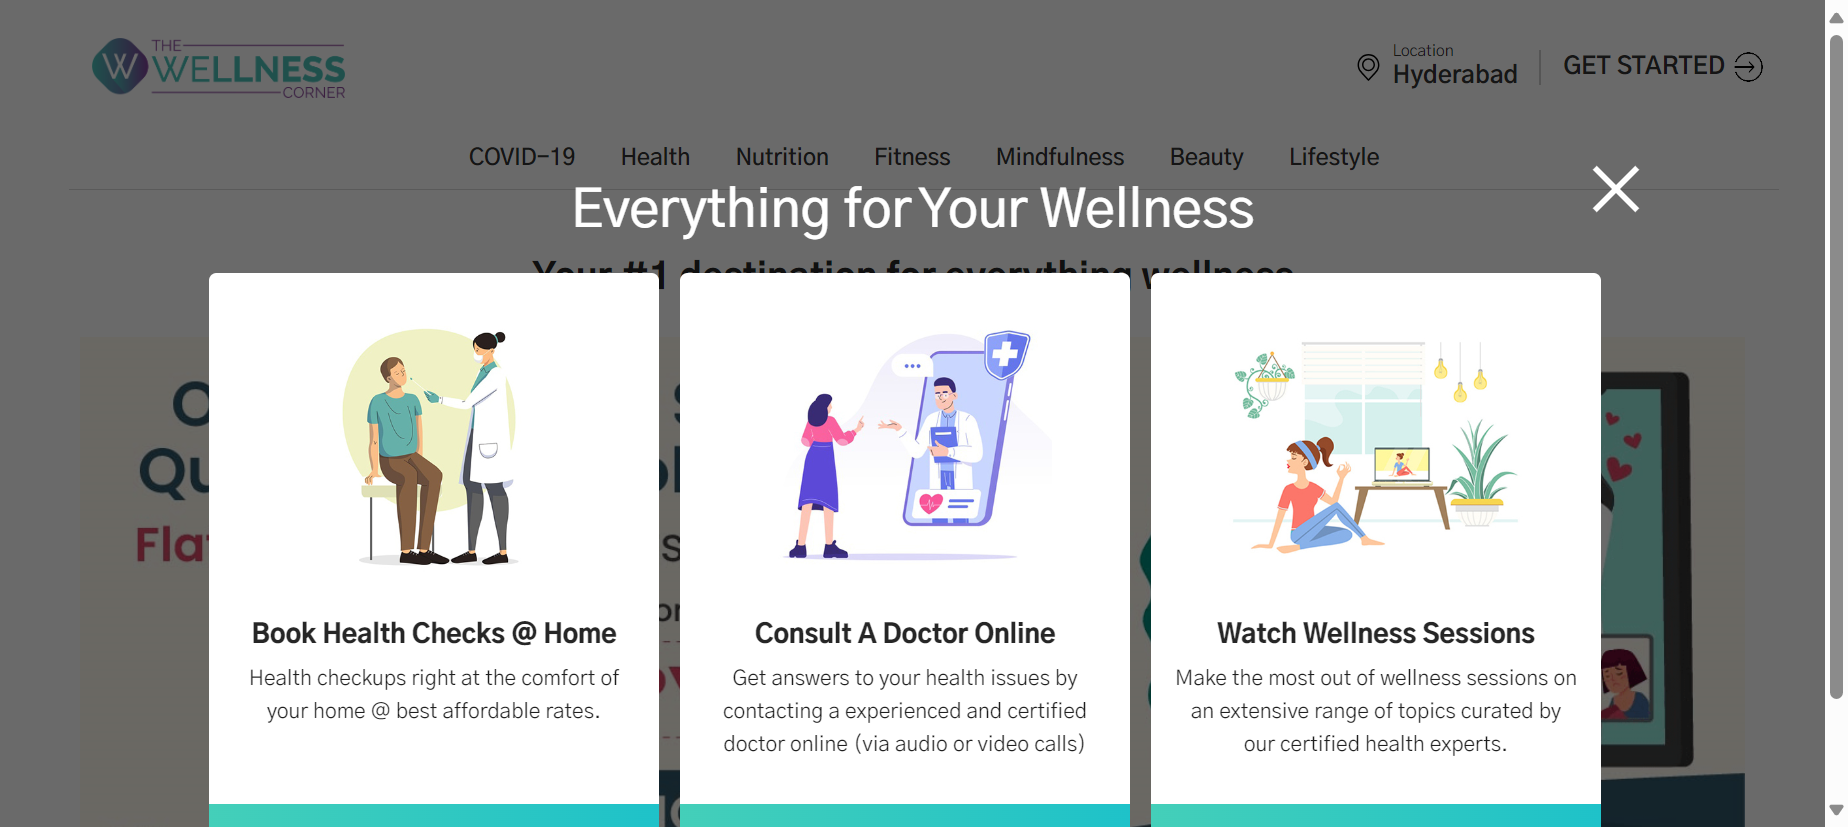 THE
WELLNESS
CORNER
Location
Hyderabad
GET STARTED
COVID-19
Health
Nutrition
Fitness
Mindfulness
Beauty
Lifestyle
Everything for Your Wellness
Your #1 destination for everything wellness
Book Health Checks @ Home
Health checkups right at the comfort of
your home @ best affordable rates.
Consult A Doctor Online
Get answers to your health issues by
contacting a experienced and certified
doctor online (via audio or video calls)
Watch Wellness Sessions
Make the most out of wellness sessions on
an extensive range of topics curated by
our certified health experts.